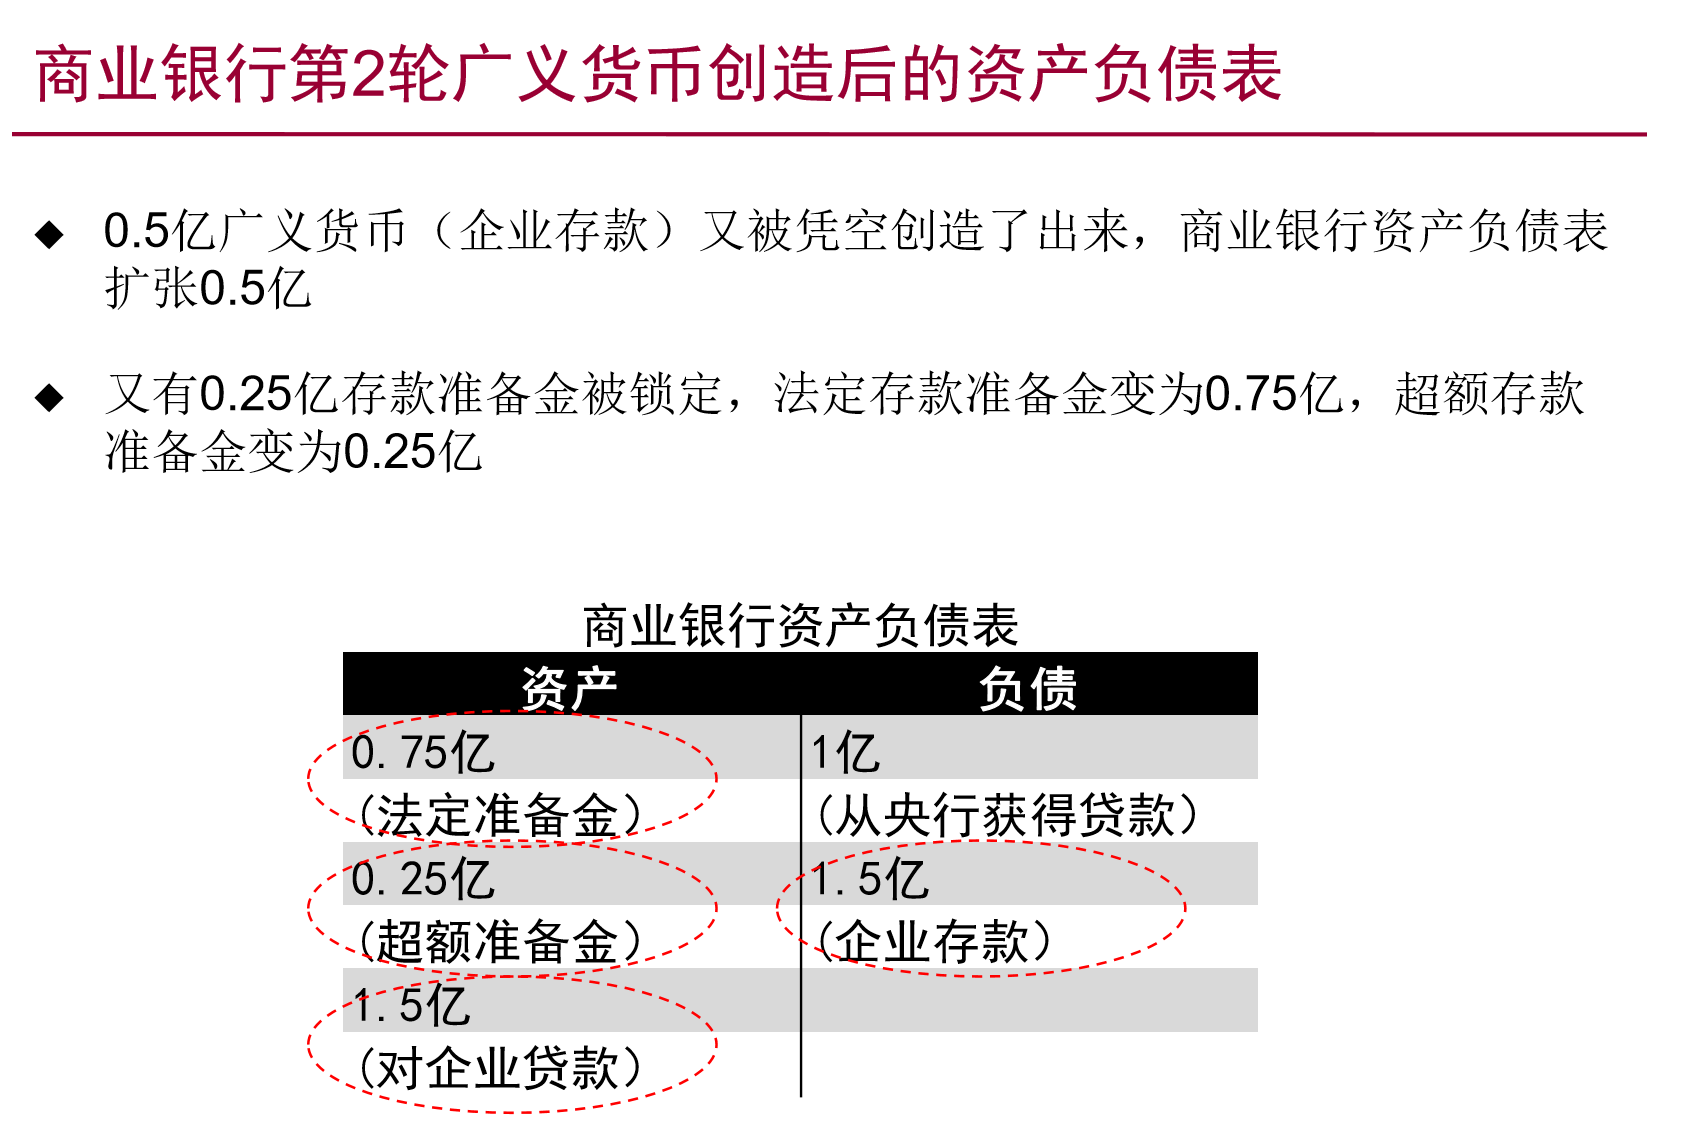 商业银行第2轮广义货币创造后的资产负债表
◆ 0.5亿广义货币（企业存款）又被凭空创造了出来，商业银行资产负债表
扩张0.5亿
◆ 又有0.25亿存款准备金被锁定，法定存款准备金变为0.75亿，超额存款
准备金变为0.25亿
商业银行资产负债表
资产 负债
0.75亿 1亿
(法定准备金) (从央行获得贷款)
0.25亿 1.5亿
(超额准备金) (企业存款)
1.5亿
(对企业贷款)